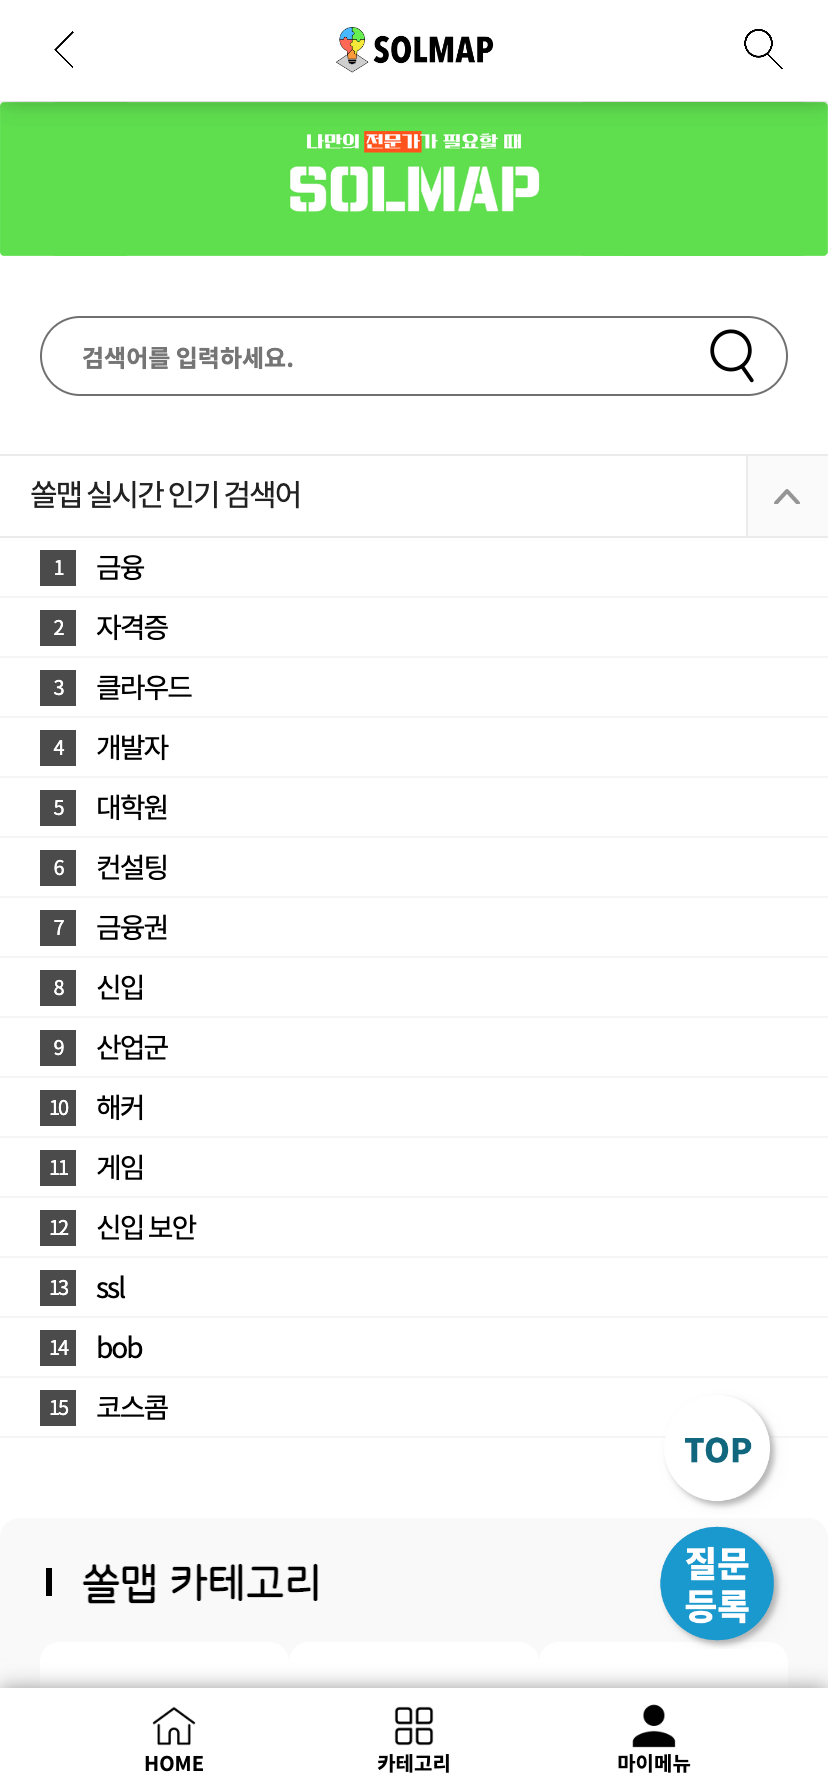 SOLMAP
나만의 전문가가 필요할 때
SOLMAP
검색어를 입력하세요.
쏠맵 실시간 인기 검색어
1 금융
2 자격증
3 클라우드
4 개발자
5 대학원
6 컨설팅
7 금융권
8 신입
9 산업군
10 해커
11 게임
12 신입 보안
13 ssl
14 bob
15 코스콤
TOP
쏠맵 카테고리
질문
등록
HOME 카테고리 마이메뉴